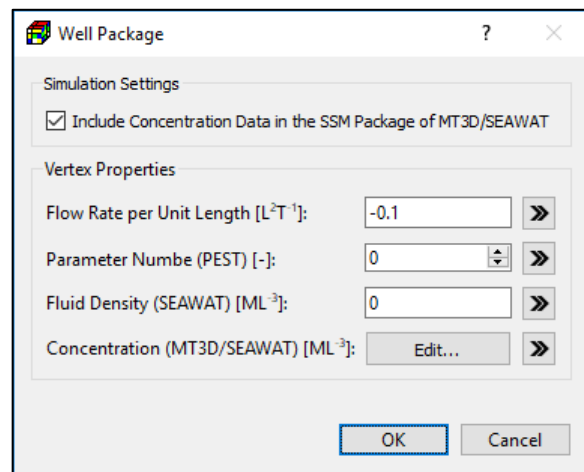 Well Package
?
Simulation Settings
Include Concentration Data in the SSM Package of MT3D/SEAWAT
Vertex Properties
Flow Rate per Unit Length [L²T⁻¹]: -0.1
Parameter Numbe (PEST) [-]: 0
Fluid Density (SEAWAT) [ML⁻³]: 0
Concentration (MT3D/SEAWAT) [ML⁻³]: Edit...
OK Cancel